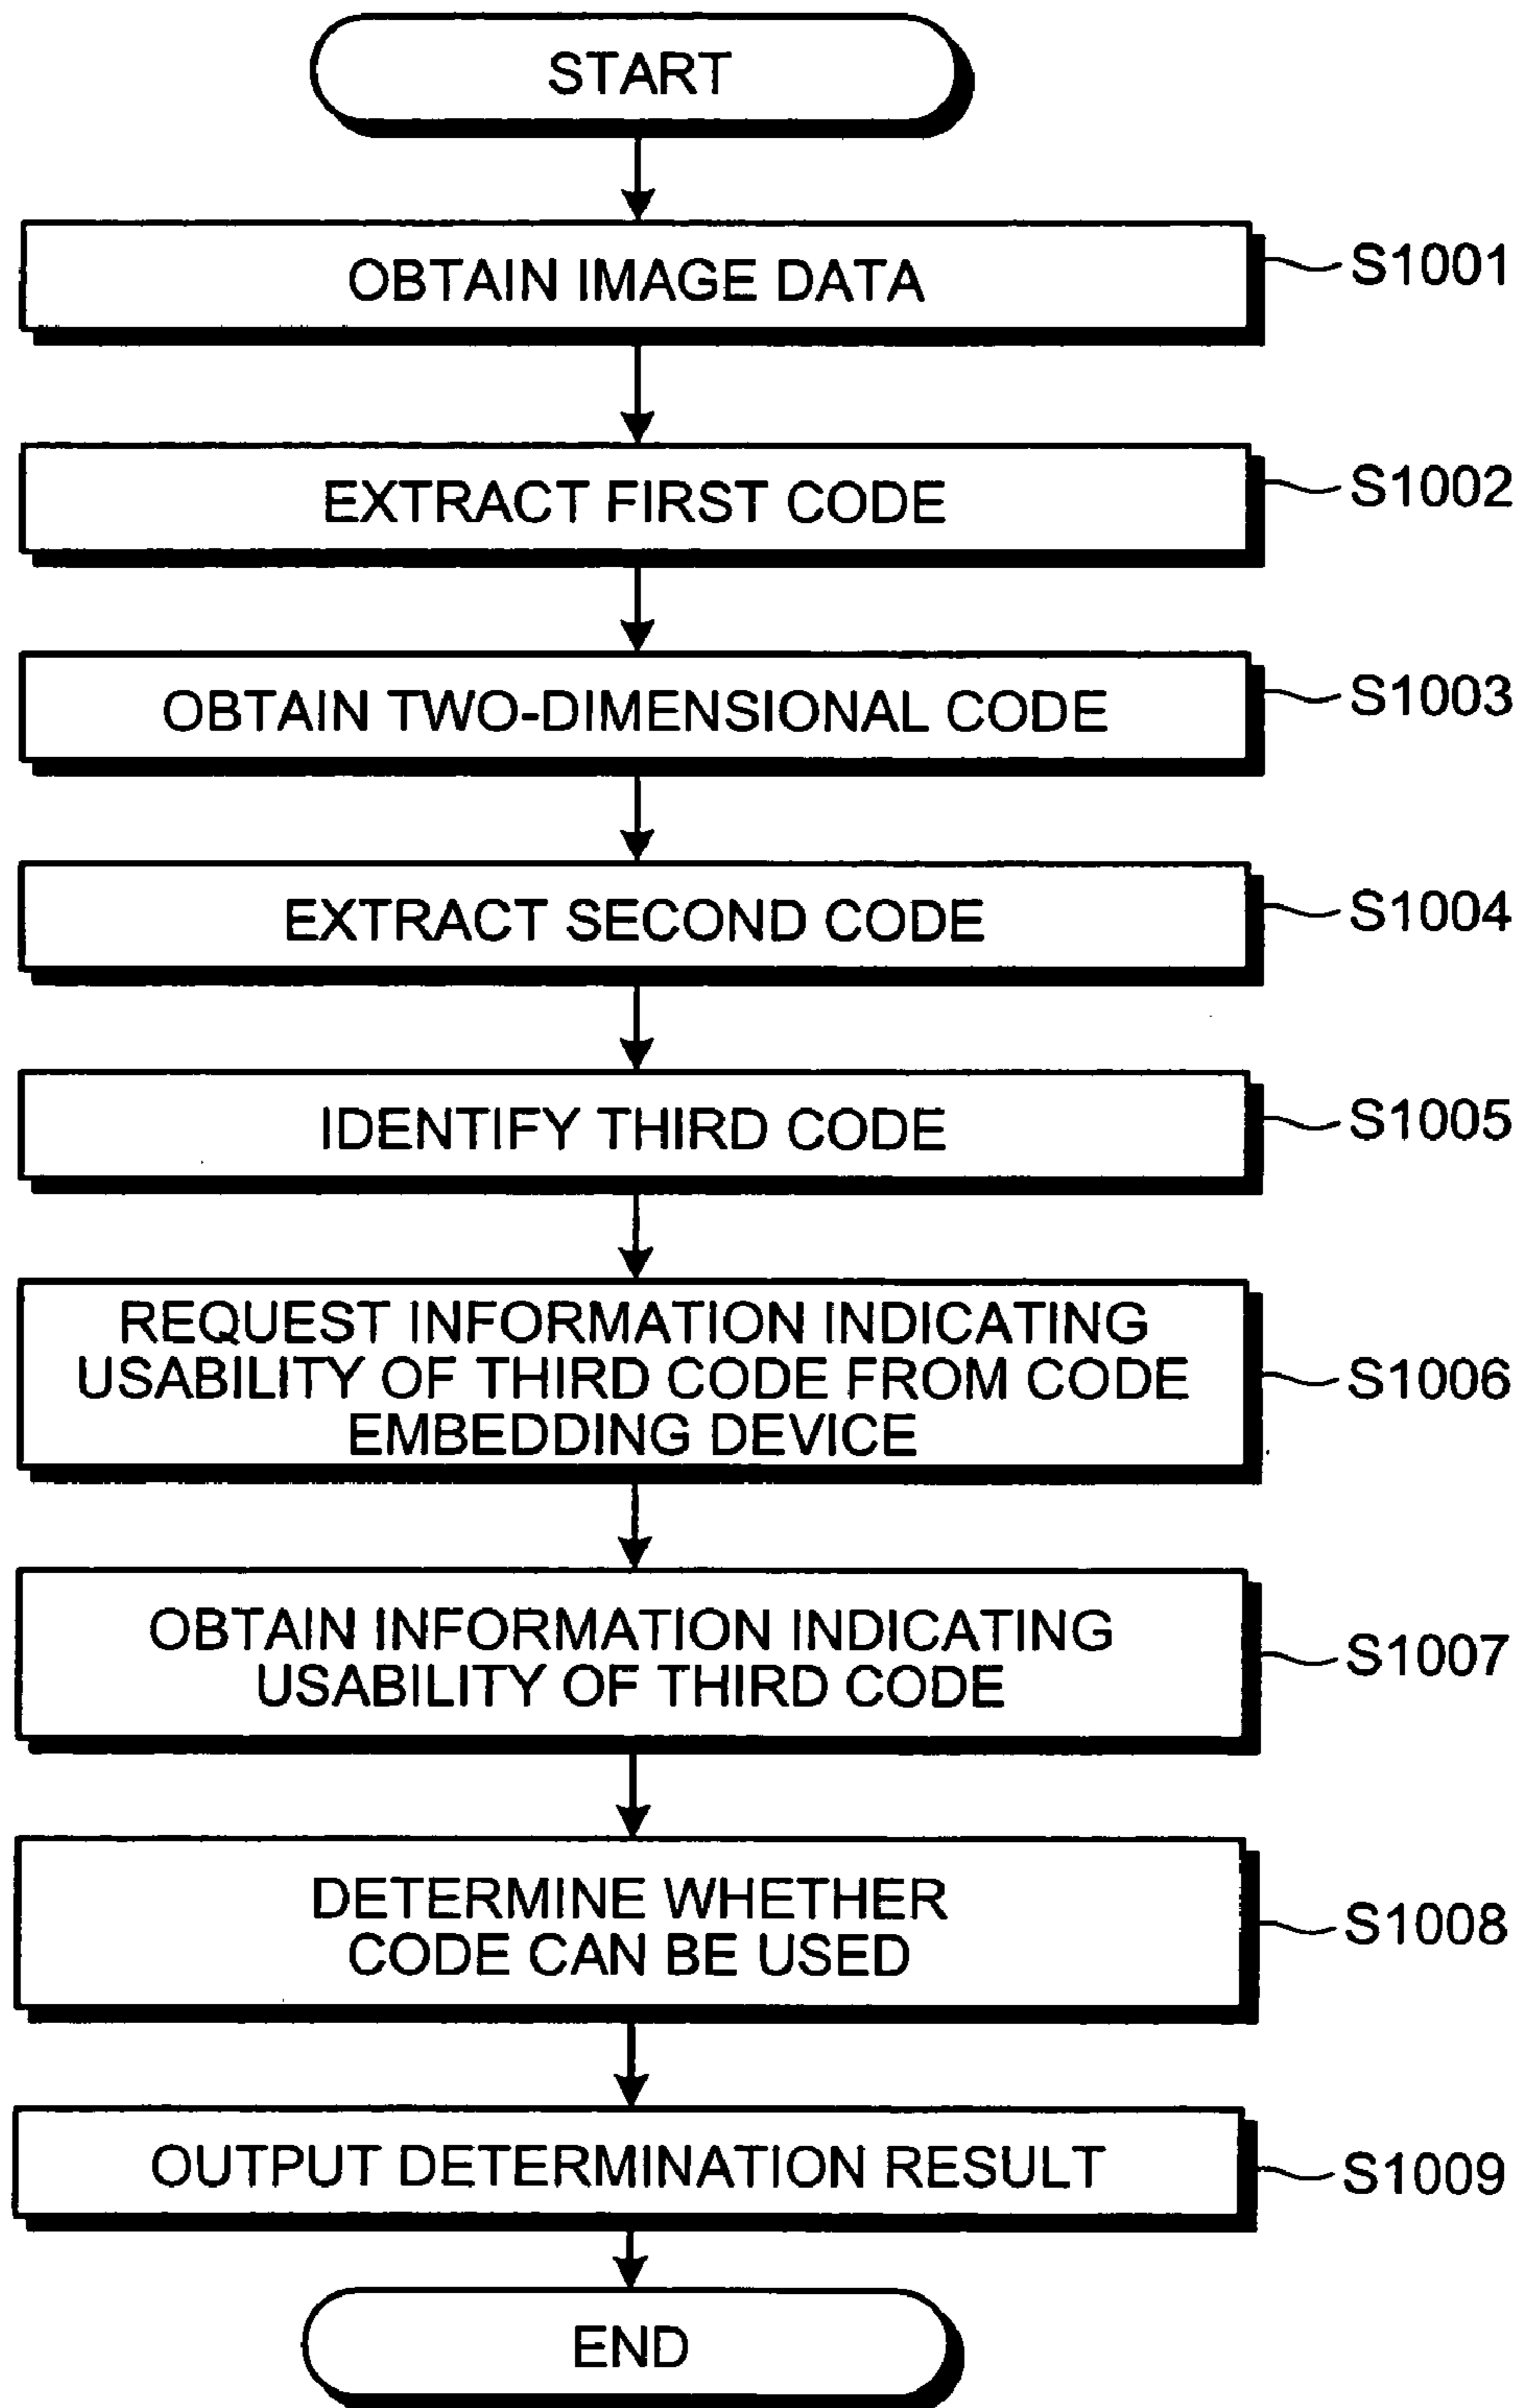 START
OBTAIN IMAGE DATA
S1001
EXTRACT FIRST CODE
S1002
OBTAIN TWO-DIMENSIONAL CODE
S1003
EXTRACT SECOND CODE
S1004
IDENTIFY THIRD CODE
S1005
REQUEST INFORMATION INDICATING
USABILITY OF THIRD CODE FROM CODE
EMBEDDING DEVICE
S1006
OBTAIN INFORMATION INDICATING
USABILITY OF THIRD CODE
S1007
DETERMINE WHETHER
CODE CAN BE USED
S1008
OUTPUT DETERMINATION RESULT
S1009
END